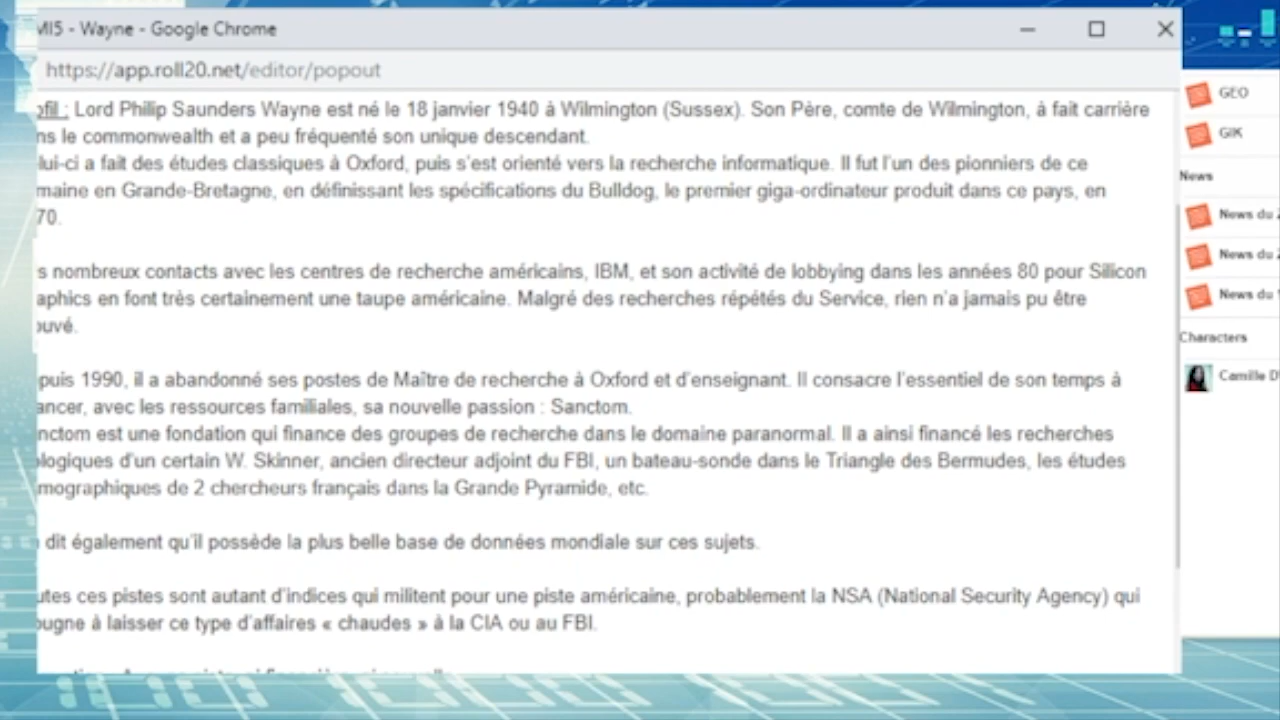 MI5 - Wayne - Google Chrome
https://app.roll20.net/editor/popout
ofil : Lord Philip Saunders Wayne est né le 18 janvier 1940 à Wilmington (Sussex). Son Père, comte de Wilmington, à fait carrière
ns le commonwealth et a peu fréquenté son unique descendant.
lui-ci a fait des études classiques à Oxford, puis s'est orienté vers la recherche informatique. Il fut l'un des pionniers de ce
maine en Grande-Bretagne, en définissant les spécifications du Bulldog, le premier giga-ordinateur produit dans ce pays, en
70.
s nombreux contacts avec les centres de recherche américains, IBM, et son activité de lobbying dans les années 80 pour Sillicon
aphics en font très certainement une taupe américaine. Malgré des recherches répétés du Service, rien n'a jamais pu être
ouvé.
puis 1990, il a abandonné ses postes de Maître de recherche à Oxford et d'enseignant. Il consacre l'essentiel de son temps à
ancer, avec les ressources familiales, sa nouvelle passion : Sanctom.
nctom est une fondation qui finance des groupes de recherche dans le domaine paranormal. Il a ainsi financé les recherches
ologiques d'un certain W. Skinner, ancien directeur adjoint du FBI, un bateau-sonde dans le Triangle des Bermudes, les études
mographiques de 2 chercheurs français dans la Grande Pyramide, etc.
dit également qu'il possède la plus belle base de données mondiale sur ces sujets.
utes ces pistes sont autant d'indices qui militent pour une piste américaine, probablement la NSA (National Security Agency) qui
ougne à laisser ce type d'affaires « chaudes » à la CIA ou au FBI.
GEO
GIK
News
News du
News du
News du
Characters
Camille D'